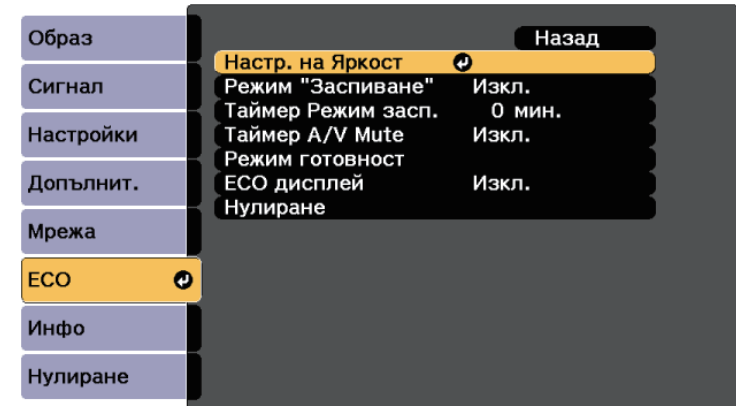 Образ
Сигнал
Настройки
Допълнит.
Мрежа
ECO
Инфо
Нулиране
Назад
Настр. на Яркост
Режим "Заспиване" Изкл.
Таймер Режим засп. 0 мин.
Таймер A/V Mute Изкл.
Режим готовност
ECO дисплей Изкл.
Нулиране